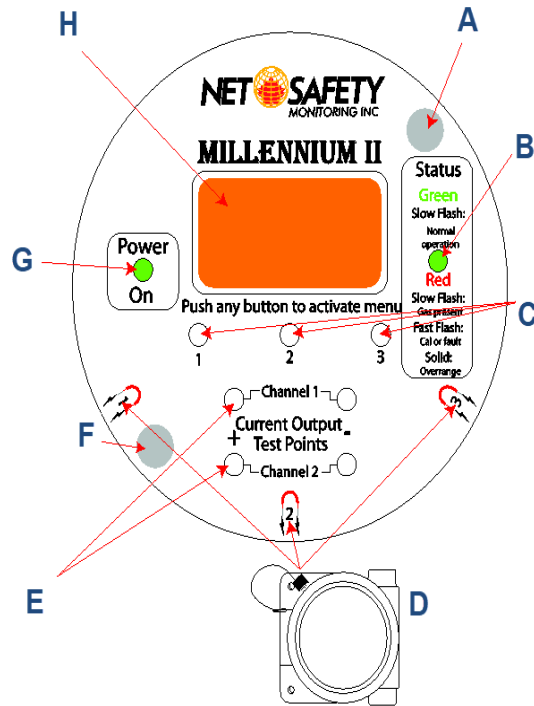 H
A
NET SAFETY
MONITORING INC
MILLENNIUM II
B
Status
Green
Slow Flash:
Normal
operation
Red
Slow Flash:
Gas present
Fast Flash:
Cal or fault
Solid:
Overrange
G
Power
On
Push any button to activate menu
C
1 2 3
1
3
Channel 1
+ Current Output -
Test Points
Channel 2
F
2
E
D